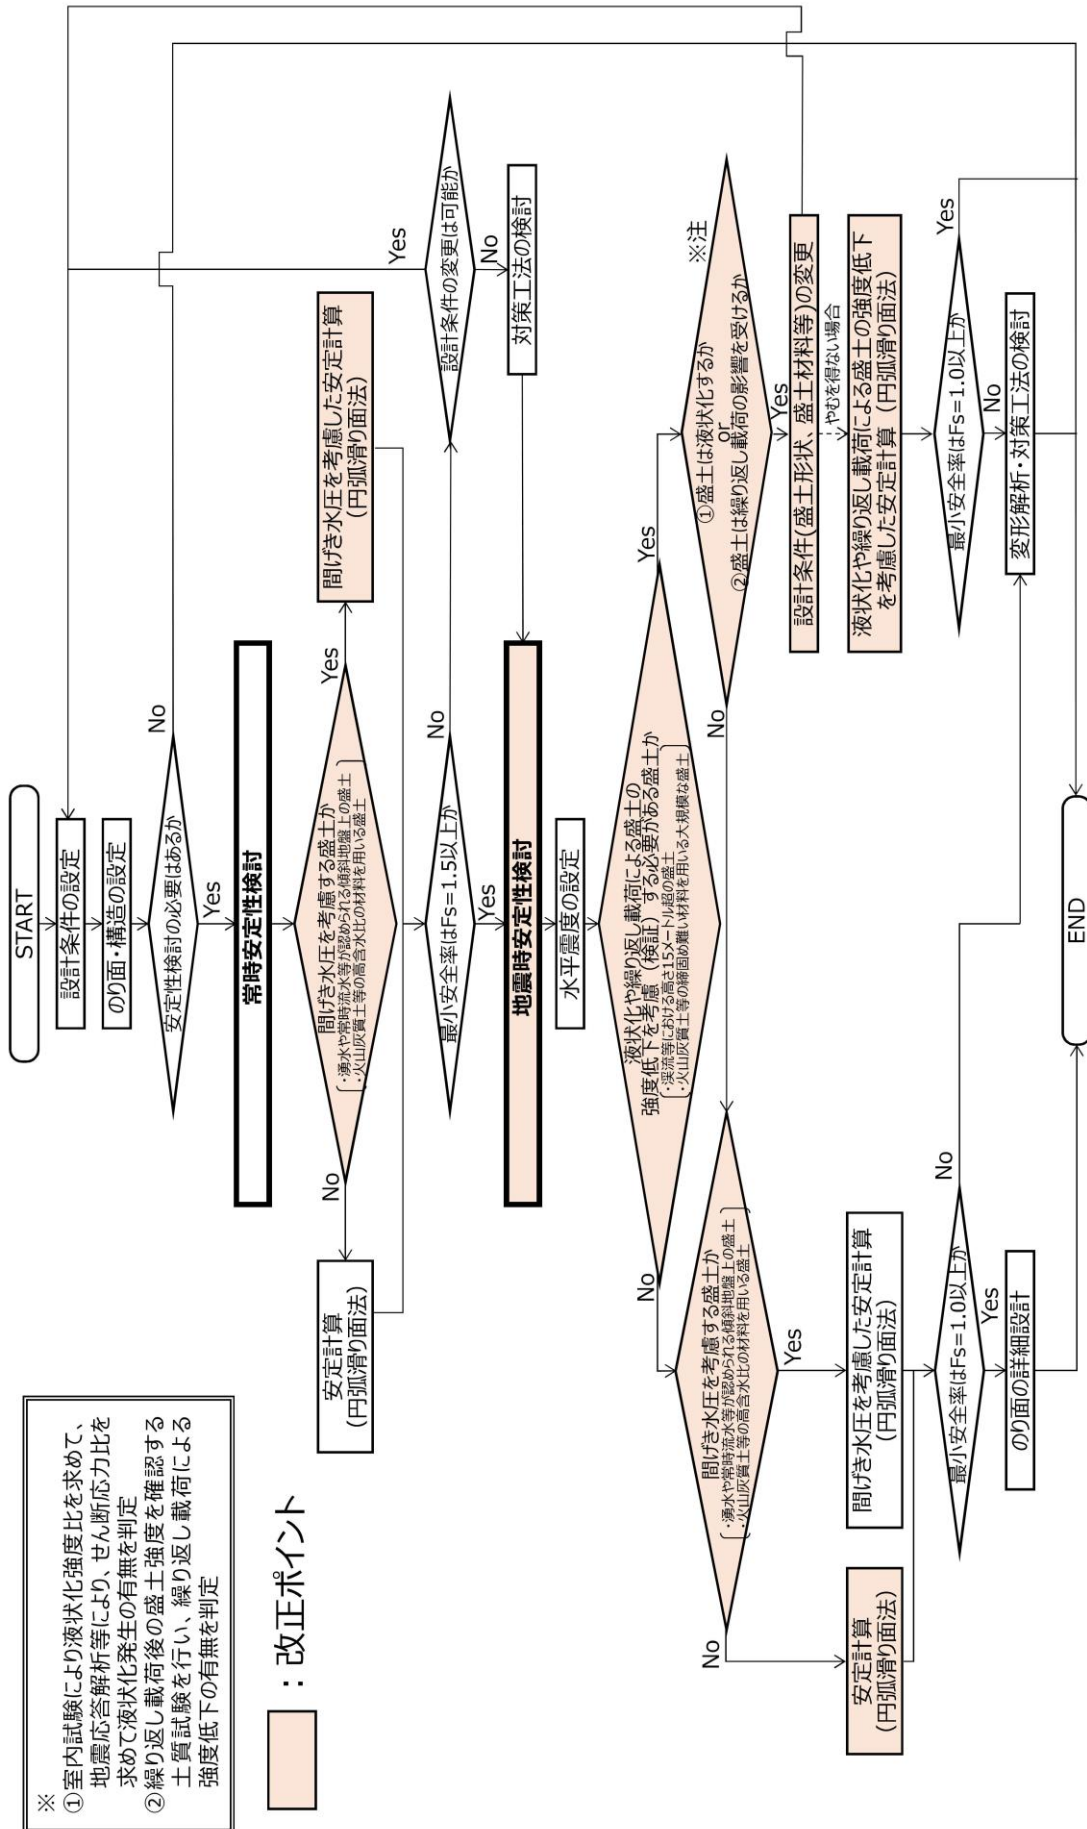 START
設計条件の設定
のり面・構造の設定
安定性検討の必要はあるか
No
Yes
常時安定性検討
間げき水圧を考慮する盛土か
・湧水や常時流水等が認められる傾斜地盤上の盛土
・火山灰質土等の高含水比の材料を用いる盛土
No
Yes
安定計算
(円弧滑り面法)
間げき水圧を考慮した安定計算
(円弧滑り面法)
最小安全率はFs=1.5以上か
No
Yes
設計条件の変更は可能か
Yes
No
対策工法の検討
地震時安定性検討
水平震度の設定
液状化や繰り返し載荷による盛土の
強度低下を考慮（検証）する必要がある盛土か
・渓流等における高さ15メートル超の盛土
・火山灰質土等の締固め難い材料を用いる大規模な盛土
No
Yes
※注
①盛土は液状化するか
or
②盛土は繰り返し載荷の影響を受けるか
No
Yes
設計条件(盛土形状、盛土材料等)の変更
やむを得ない場合
液状化や繰り返し載荷による盛土の強度低下
を考慮した安定計算（円弧滑り面法）
最小安全率はFs=1.0以上か
Yes
No
変形解析・対策工法の検討
間げき水圧を考慮する盛土か
・湧水や常時流水等が認められる傾斜地盤上の盛土
・火山灰質土等の高含水比の材料を用いる盛土
No
Yes
安定計算
(円弧滑り面法)
間げき水圧を考慮した安定計算
(円弧滑り面法)
最小安全率はFs=1.0以上か
No
Yes
のり面の詳細設計
END
※
①室内試験により液状化強度比を求めて、
地震応答解析等により、せん断応力比を
求めて液状化発生の有無を判定
②繰り返し載荷後の盛土強度を確認する
土質試験を行い、繰り返し載荷による
強度低下の有無を判定
：改正ポイント